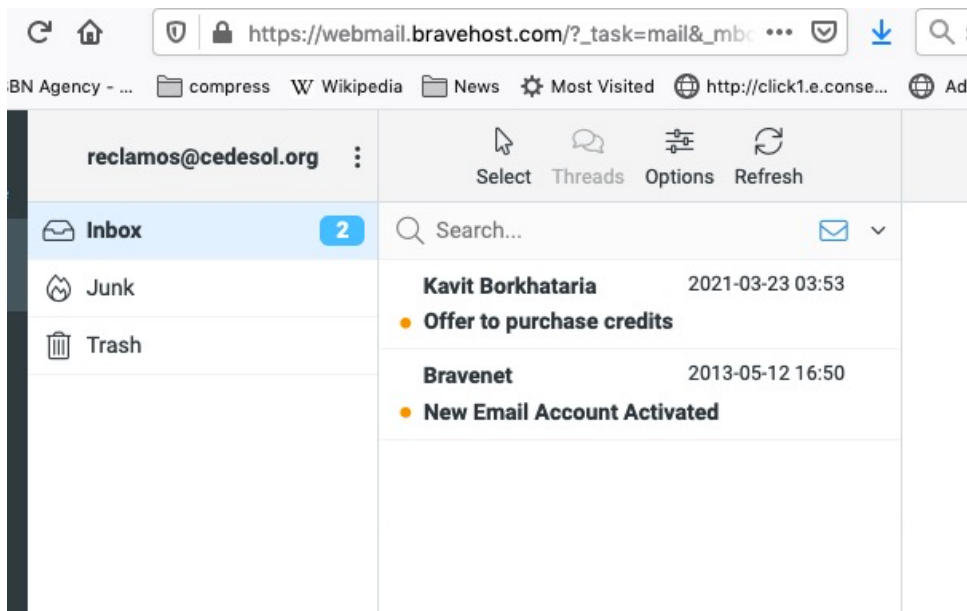 https://webmail.bravehost.com/?_task=mail&_mbo
BN Agency - ... compress Wikipedia News Most Visited http://click1.e.conse... Ad
reclamos@cedesol.org
Select Threads Options Refresh
Inbox 2
Search...
Junk
Kavit Borkhataria 2021-03-23 03:53
Offer to purchase credits
Trash
Bravenet 2013-05-12 16:50
New Email Account Activated